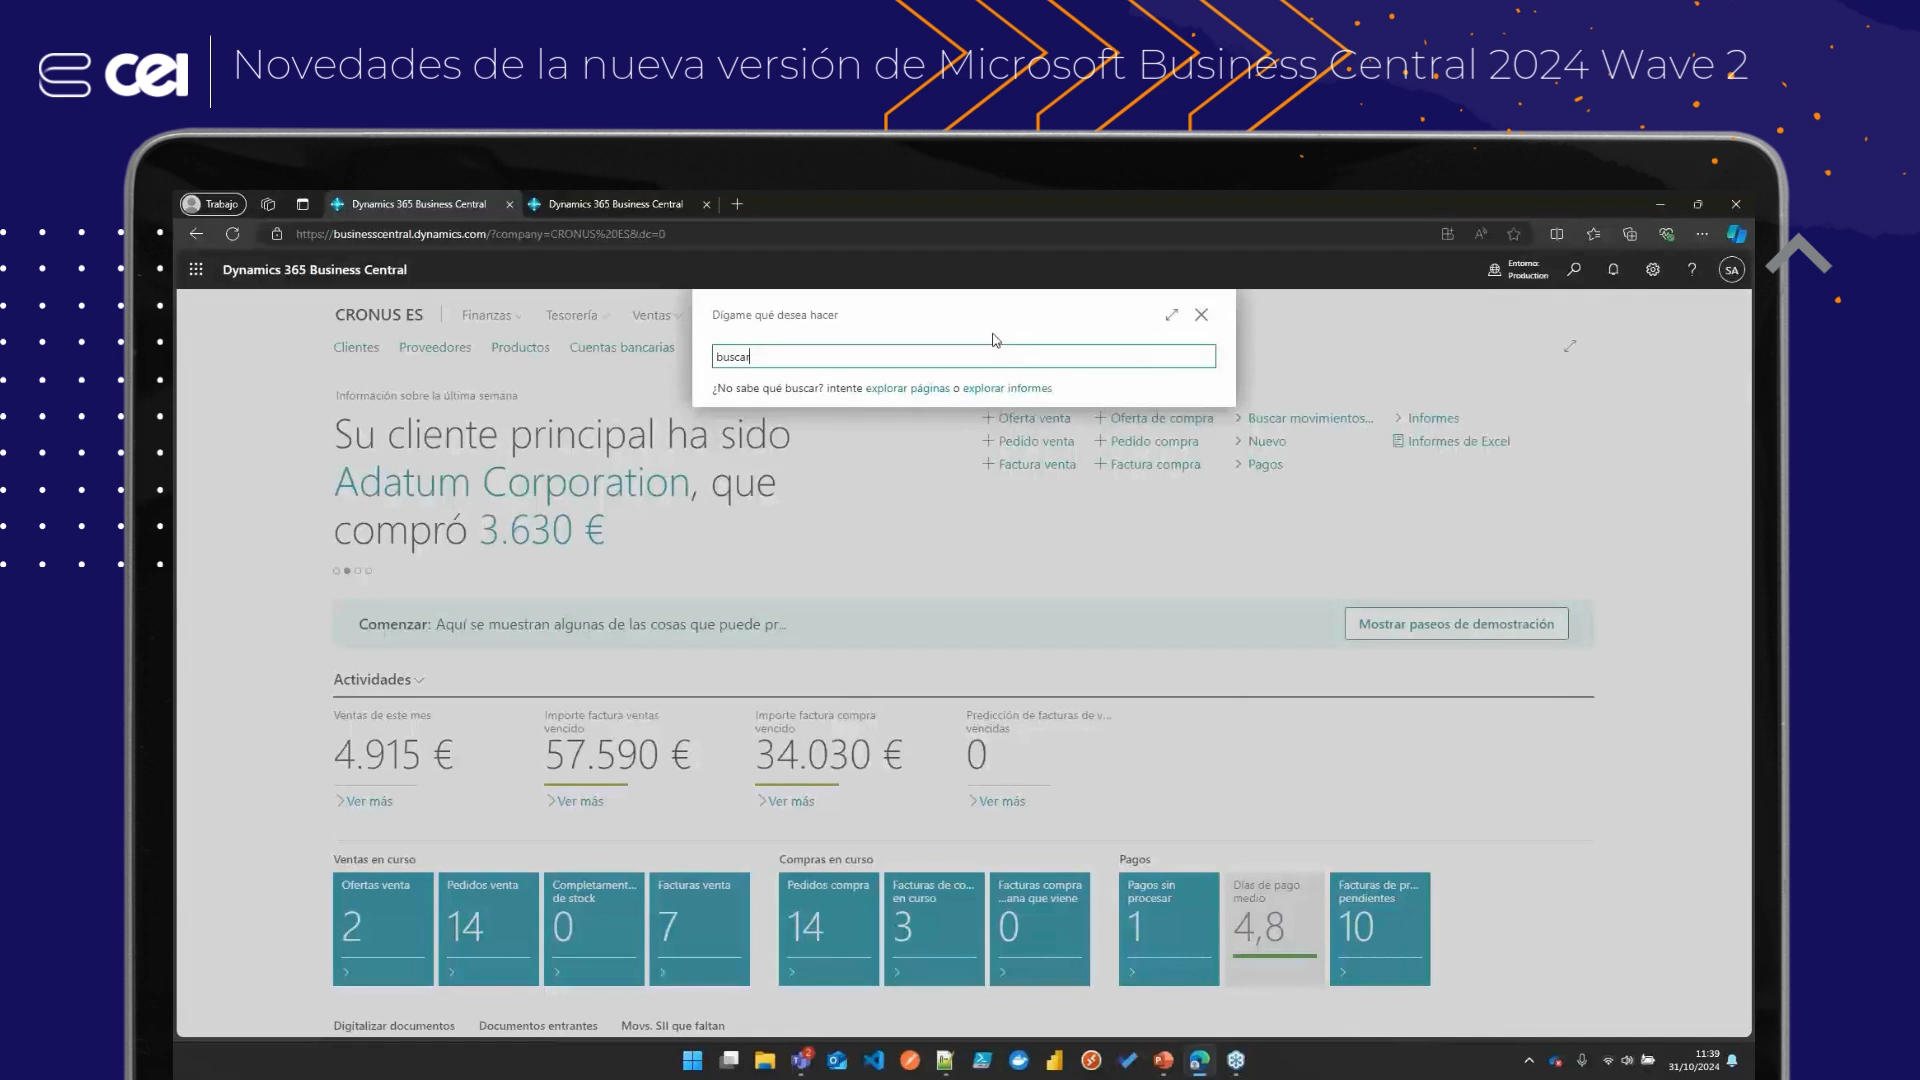 cei
Novedades de la nueva versión de Microsoft Business Central 2024 Wave 2
Trabajo
Dynamics 365 Business Central
Dynamics 365 Business Central
https://businesscentral.dynamics.com/?company=CRONUS%20ES&dc=0
Dynamics 365 Business Central
Entorno:
Production
SA
CRONUS ES
Finanzas
Tesorería
Ventas
Dígame qué desea hacer
buscar
¿No sabe qué buscar? intente explorar páginas o explorar informes
Clientes
Proveedores
Productos
Cuentas bancarias
Información sobre la última semana
Su cliente principal ha sido
Adatum Corporation, que
compró 3.630 €
+ Oferta venta
+ Oferta de compra
> Buscar movimientos...
> Informes
+ Pedido venta
+ Pedido compra
> Nuevo
Informes de Excel
+ Factura venta
+ Factura compra
> Pagos
Comenzar: Aquí se muestran algunas de las cosas que puede pr...
Mostrar paseos de demostración
Actividades
Ventas de este mes
4.915 €
>Ver más
Importe factura ventas
vencido
57.590 €
>Ver más
Importe factura compra
vencido
34.030 €
>Ver más
Predicción de facturas de v...
vencidas
0
>Ver más
Ventas en curso
Ofertas venta
2
Pedidos venta
14
Completament...
de stock
0
Facturas venta
7
Compras en curso
Pedidos compra
14
Facturas de co...
en curso
3
Facturas compra
...ana que viene
0
Pagos
Pagos sin
procesar
1
Días de pago
medio
4,8
Facturas de pr...
pendientes
10
Digitalizar documentos
Documentos entrantes
Movs. SII que faltan
2
11:39
31/10/2024